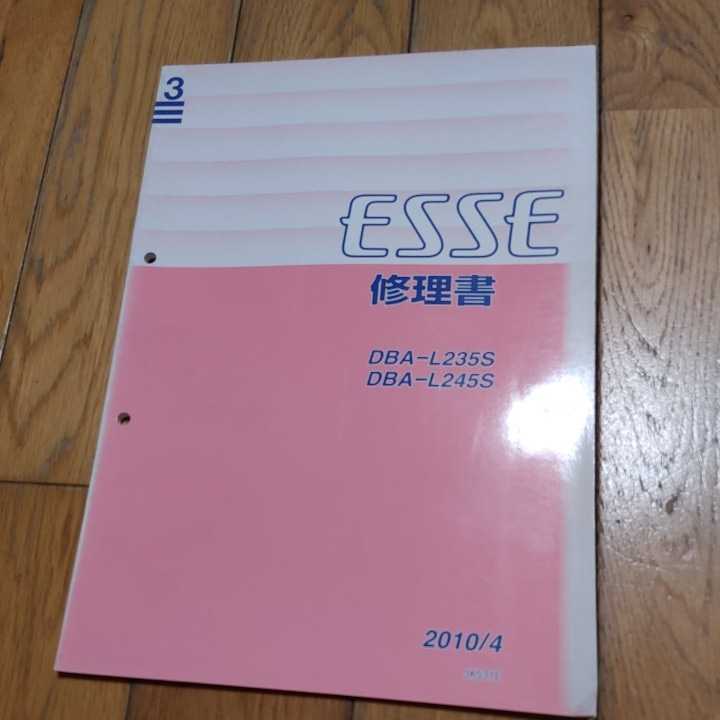 3
ESSE
修理書
DBA-L235S
DBA-L245S
2010/4